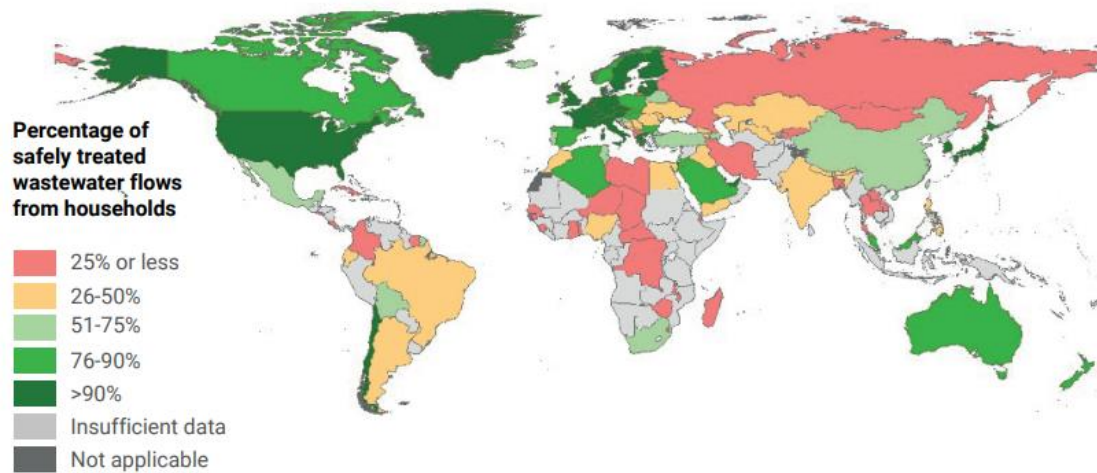 Percentage of
safely treated
wastewater flows
from households
25% or less
26-50%
51-75%
76-90%
>90%
Insufficient data
Not applicable